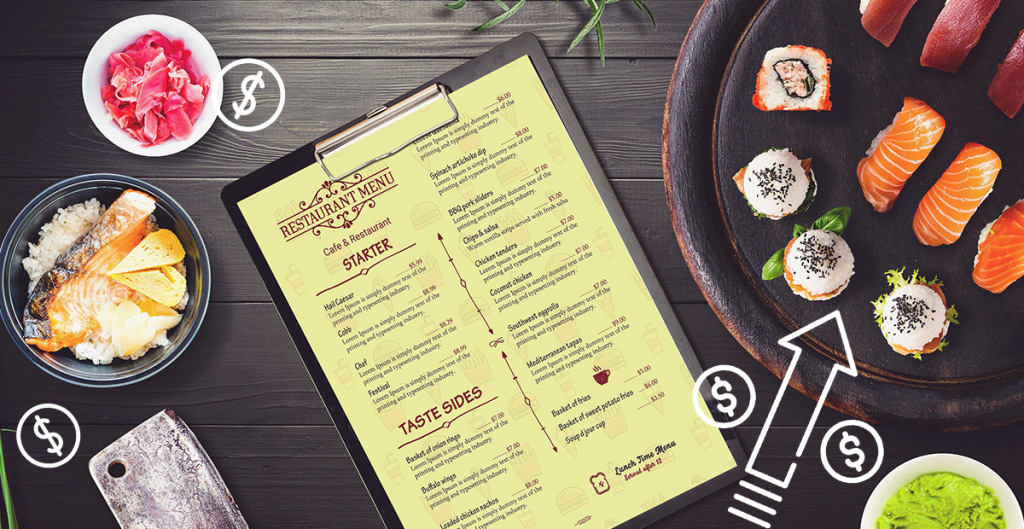 RESTAURANT MENU
Cafe & Restaurant
STARTER
Hail Caesar $5.99
Lorem Ipsum is simply dummy text of the
printing and typesetting industry.
Cobb $8.99
Lorem Ipsum is simply dummy text of the
printing and typesetting industry.
Chef $8.29
Lorem Ipsum is simply dummy text of the
printing and typesetting industry.
Festival $8.99
Lorem Ipsum is simply dummy text of the
printing and typesetting industry.
TASTE SIDES
Basket of onion rings $7.00
Lorem Ipsum is simply dummy text of the
printing and typesetting industry.
Buffalo wings $7.00
Lorem Ipsum is simply dummy text of the
printing and typesetting industry.
Loaded chicken nachos $8.00
Lorem Ipsum is simply dummy text of the
$6.00
Lorem Ipsum is simply dummy text of the
printing and typesetting industry.
Spinach artichoke dip $8.00
Lorem Ipsum is simply dummy text of the
printing and typesetting industry.
BBQ pork sliders $7.00
Lorem Ipsum is simply dummy text of the
printing and typesetting industry.
Chips & salsa $5.00
Warm tortilla strips served with fresh salsa
Chicken tenders $7.00
Lorem Ipsum is simply dummy text of the
printing and typesetting industry.
Coconut chicken $7.00
Lorem Ipsum is simply dummy text of the
printing and typesetting industry.
Southwest eggrolls $7.00
Lorem Ipsum is simply dummy text of the
printing and typesetting industry.
Mediterranean tapas $9.00
Lorem Ipsum is simply dummy text of the
printing and typesetting industry.
Basket of fries $5.00
Basket of sweet potato fries $6.00
Soup d jour cup $3.50
Lunch Time Menu
Served after 12
$
$
$
$